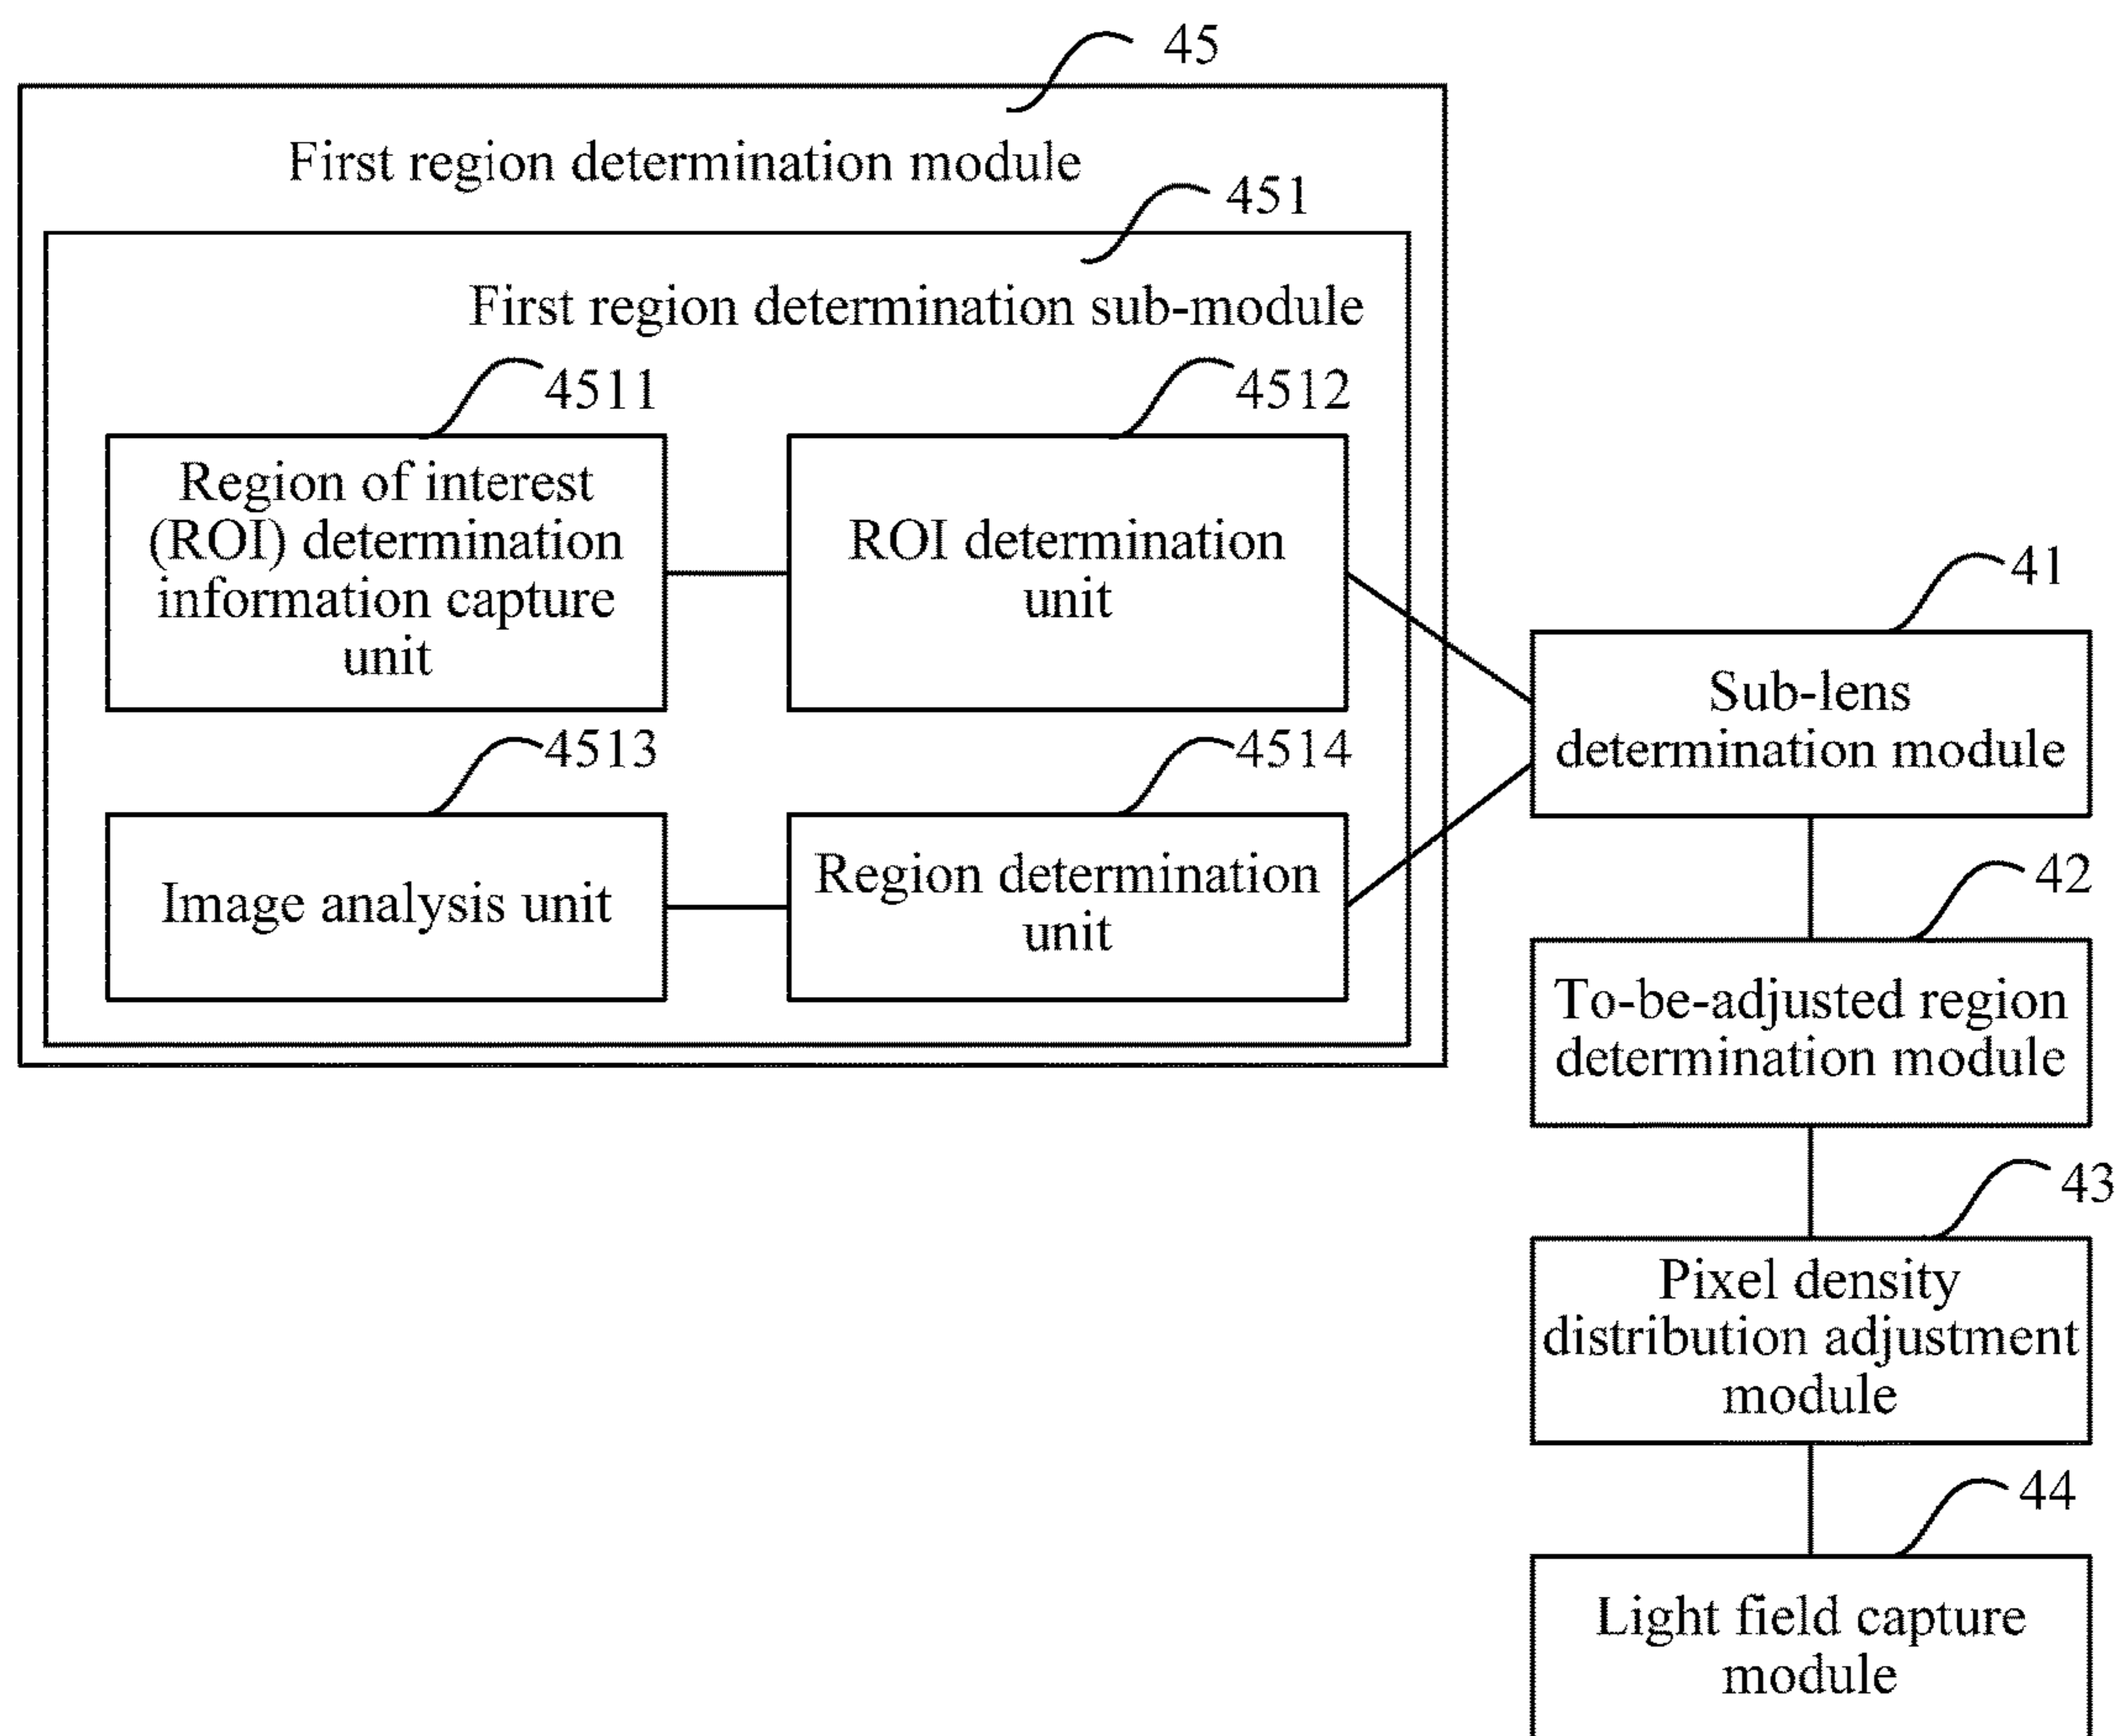 45
First region determination module
451
First region determination sub-module
4511
4512
Region of interest
(ROI) determination
information capture
unit
ROI determination
unit
4513
4514
Image analysis unit
Region determination
unit
41
Sub-lens
determination module
42
To-be-adjusted region
determination module
43
Pixel density
distribution adjustment
module
44
Light field capture
module